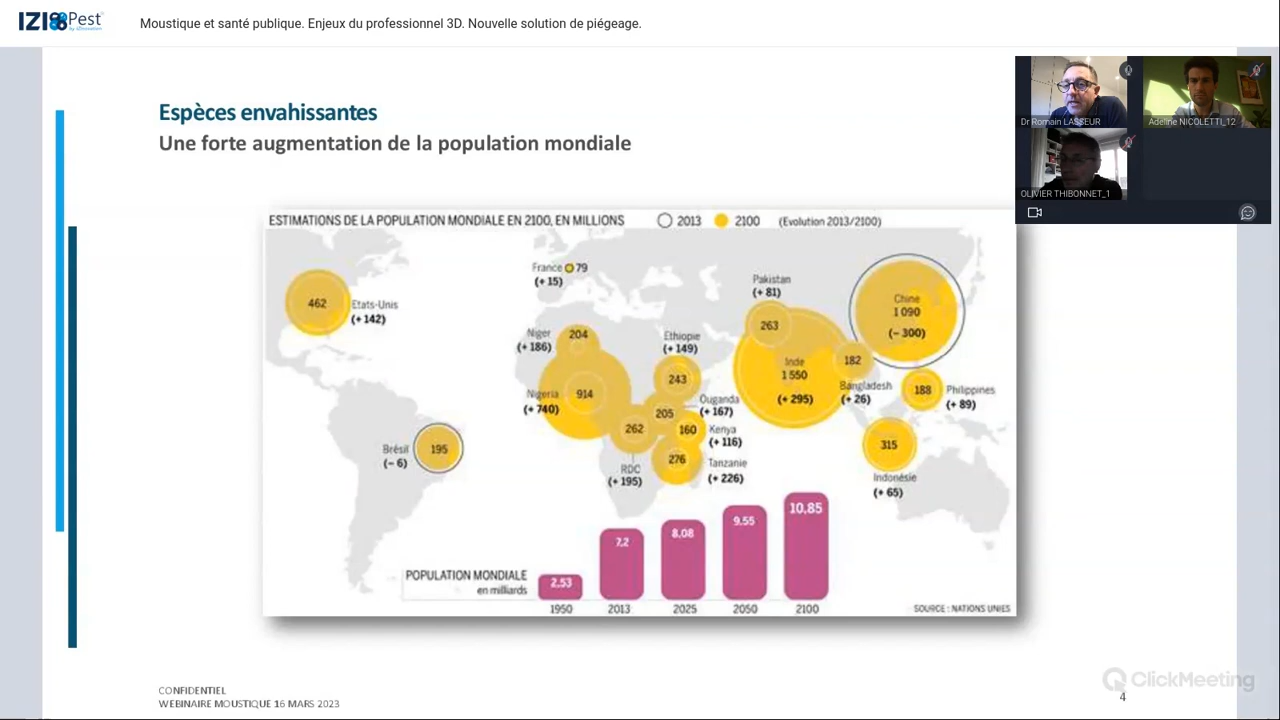 IZI Pest
by IZInovation
Moustique et santé publique. Enjeux du professionnel 3D. Nouvelle solution de piégeage.
Dr Romain LASSEUR
Adeline NICOLETTI_12
OLIVIER THIBONNET_1
Espèces envahissantes
Une forte augmentation de la population mondiale
ESTIMATIONS DE LA POPULATION MONDIALE EN 2100, EN MILLIONS
2013
2100
(Evolution 2013/2100)
462
Etats-Unis
(+ 142)
France
79
(+ 15)
Pakistan
(+ 81)
263
Chine
1 090
(– 300)
Niger
(+ 186)
204
Ethiopie
(+ 149)
243
Inde
1 550
(+ 295)
182
Bangladesh
(+ 26)
188
Philippines
(+ 89)
Nigeria
(+ 740)
914
Ouganda
(+ 167)
205
262
RDC
(+ 195)
160
Kenya
(+ 116)
276
Tanzanie
(+ 226)
Brésil
(– 6)
195
315
Indonésie
(+ 65)
POPULATION MONDIALE
en milliards
2,53
7,2
8,08
9,55
10,85
1950
2013
2025
2050
2100
SOURCE : NATIONS UNIES
CONFIDENTIEL
WEBINAIRE MOUSTIQUE 16 MARS 2023
4
ClickMeeting